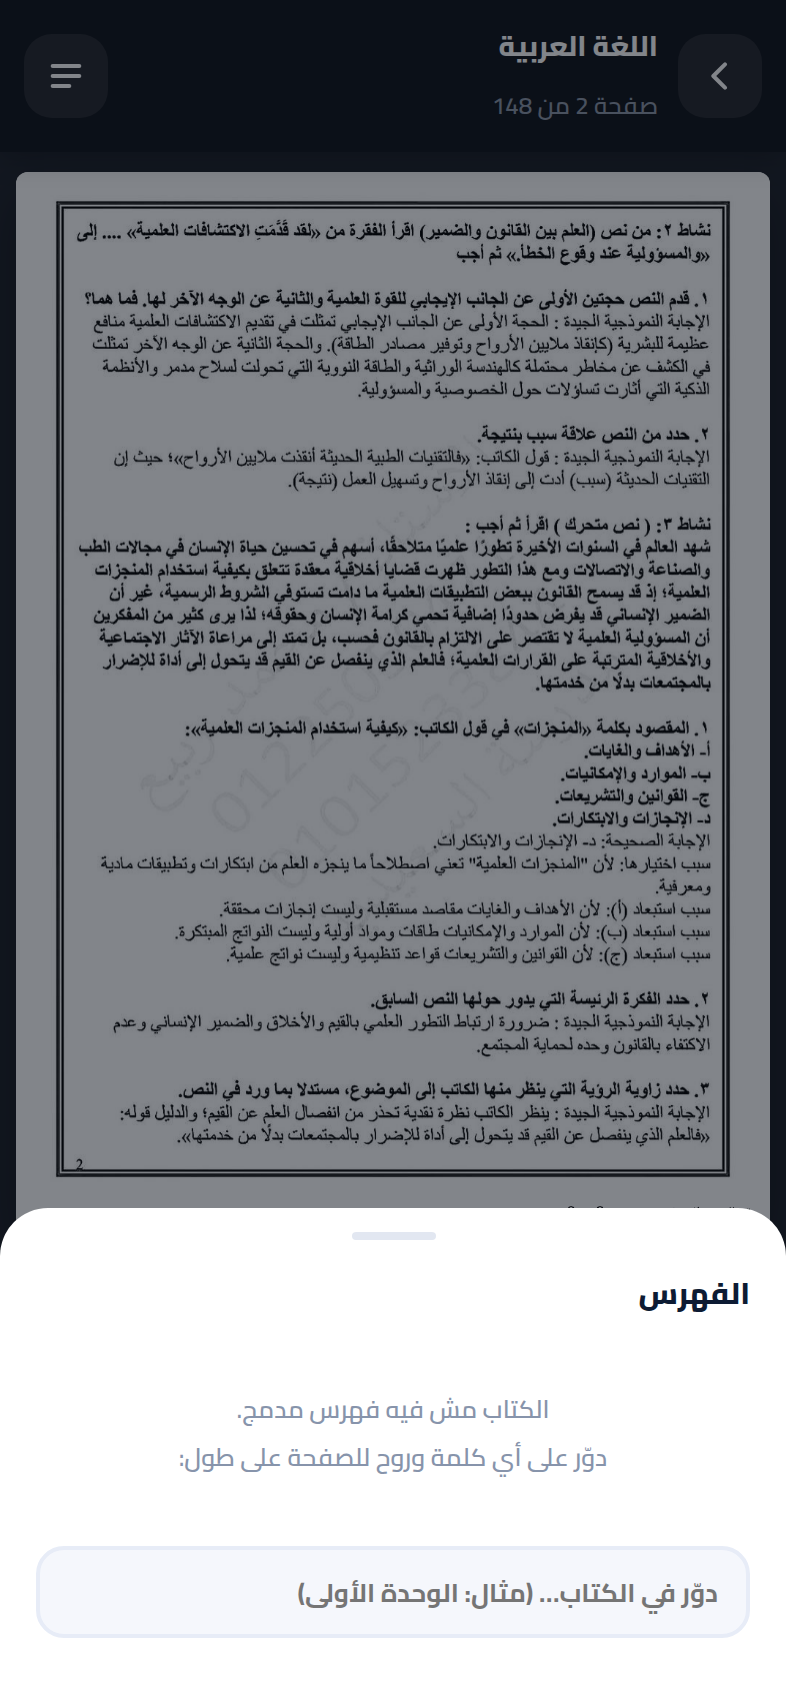 اللغة العربية
صفحة 2 من 148
نشاط ٢: من نص (العلم بين القانون والضمير) اقرأ الفقرة من «لقد قَدَّمَتِ الاكتشافات العلمية» .... إلى
«والمسؤولية عند وقوع الخطأ.» ثم أجب
١. قدم النص حجتين الأولى عن الجانب الإيجابي للقوة العلمية والثانية عن الوجه الآخر لها. فما هما؟
الإجابة النموذجية الجيدة : الحجة الأولى عن الجانب الإيجابي تمثلت في تقديم الاكتشافات العلمية منافع
عظيمة للبشرية (كإنقاذ ملايين الأرواح وتوفير مصادر الطاقة). والحجة الثانية عن الوجه الآخر تمثلت
في الكشف عن مخاطر محتملة كالهندسة الوراثية والطاقة النووية التي تحولت لسلاح مدمر والأنظمة
الذكية التي أثارت تساؤلات حول الخصوصية والمسؤولية.
٢. حدد من النص علاقة سبب بنتيجة.
الإجابة النموذجية الجيدة : قول الكاتب: «فالتقنيات الطبية الحديثة أنقذت ملايين الأرواح»؛ حيث إن
التقنيات الحديثة (سبب) أدت إلى إنقاذ الأرواح وتسهيل العمل (نتيجة).
نشاط ٣: ( نص متحرك ) اقرأ ثم أجب :
شهد العالم في السنوات الأخيرة تطورًا علميًا متلاحقًا، أسهم في تحسين حياة الإنسان في مجالات الطب
والصناعة والاتصالات ومع هذا التطور ظهرت قضايا أخلاقية معقدة تتعلق بكيفية استخدام المنجزات
العلمية؛ إذ قد يسمح القانون ببعض التطبيقات العلمية ما دامت تستوفي الشروط الرسمية، غير أن
الضمير الإنساني قد يفرض حدودًا إضافية تحمي كرامة الإنسان وحقوقه؛ لذا يرى كثير من المفكرين
أن المسؤولية العلمية لا تقتصر على الالتزام بالقانون فحسب، بل تمتد إلى مراعاة الآثار الاجتماعية
والأخلاقية المترتبة على القرارات العلمية؛ فالعلم الذي ينفصل عن القيم قد يتحول إلى أداة للإضرار
بالمجتمعات بدلًا من خدمتها.
١. المقصود بكلمة «المنجزات» في قول الكاتب: «كيفية استخدام المنجزات العلمية»:
أ- الأهداف والغايات.
ب- الموارد والإمكانيات.
ج- القوانين والتشريعات.
د- الإنجازات والابتكارات.
الإجابة الصحيحة: د- الإنجازات والابتكارات.
سبب اختيارها: لأن "المنجزات العلمية" تعني اصطلاحاً ما ينجزه العلم من ابتكارات وتطبيقات مادية
ومعرفية.
سبب استبعاد (أ): لأن الأهداف والغايات مقاصد مستقبلية وليست إنجازات محققة.
سبب استبعاد (ب): لأن الموارد والإمكانيات طاقات ومواد أولية وليست النواتج المبتكرة.
سبب استبعاد (ج): لأن القوانين والتشريعات قواعد تنظيمية وليست نواتج علمية.
٢. حدد الفكرة الرئيسة التي يدور حولها النص السابق.
الإجابة النموذجية الجيدة : ضرورة ارتباط التطور العلمي بالقيم والأخلاق والضمير الإنساني وعدم
الاكتفاء بالقانون وحده لحماية المجتمع.
٣. حدد زاوية الرؤية التي ينظر منها الكاتب إلى الموضوع، مستدلا بما ورد في النص.
الإجابة النموذجية الجيدة : ينظر الكاتب نظرة نقدية تحذر من انفصال العلم عن القيم؛ والدليل قوله:
«فالعلم الذي ينفصل عن القيم قد يتحول إلى أداة للإضرار بالمجتمعات بدلًا من خدمتها».
2
الفهرس
الكتاب مش فيه فهرس مدمج.
دوّر على أي كلمة وروح للصفحة على طول:
دوّر في الكتاب... (مثال: الوحدة الأولى)